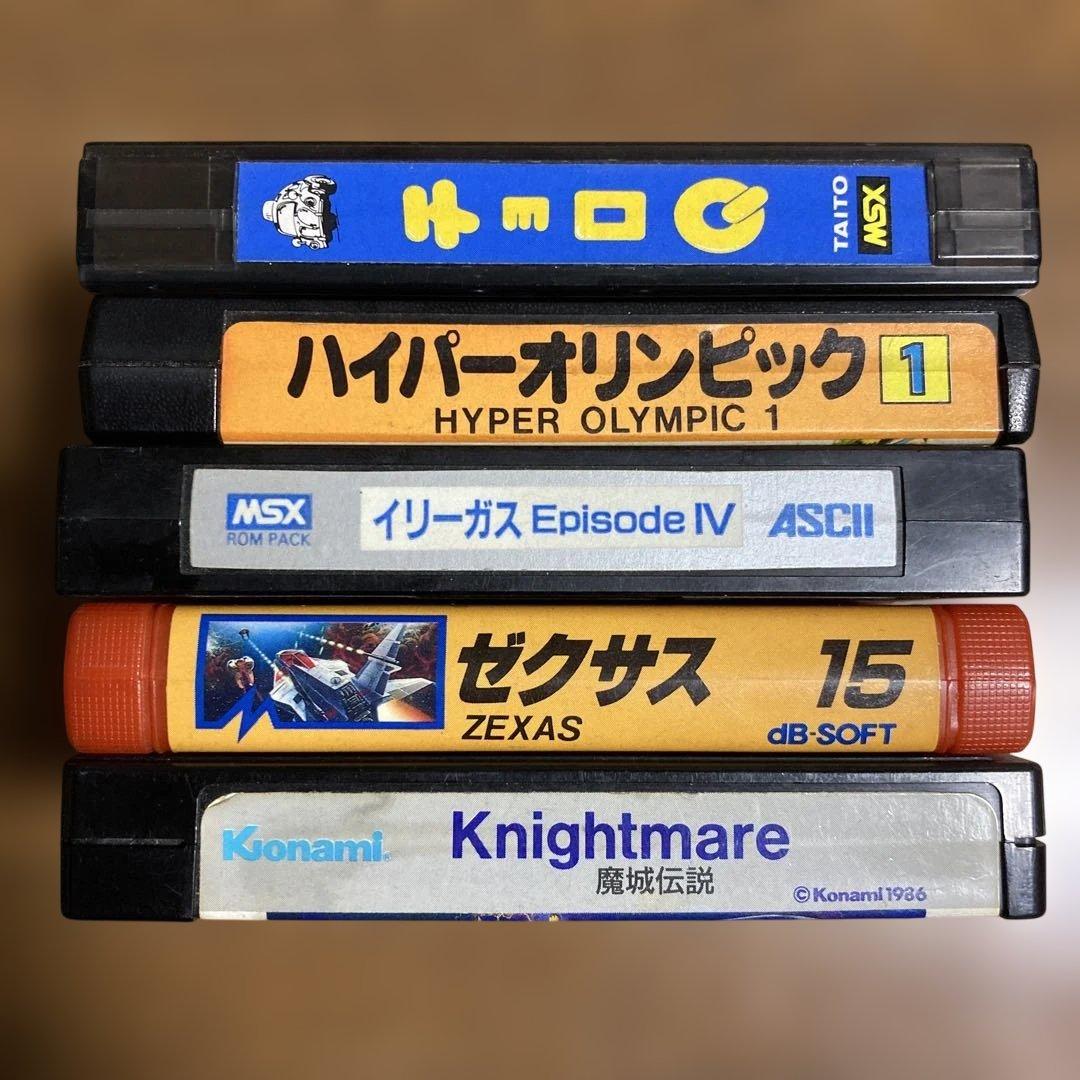 チョロQ
TAITO
MSX
ハイパーオリンピック 1
HYPER OLYMPIC 1
MSX
ROM PACK
イリーガス Episode IV
ASCII
ゼクサス
ZEXAS
15
dB-SOFT
Konami
Knightmare
魔城伝説
©Konami 1986